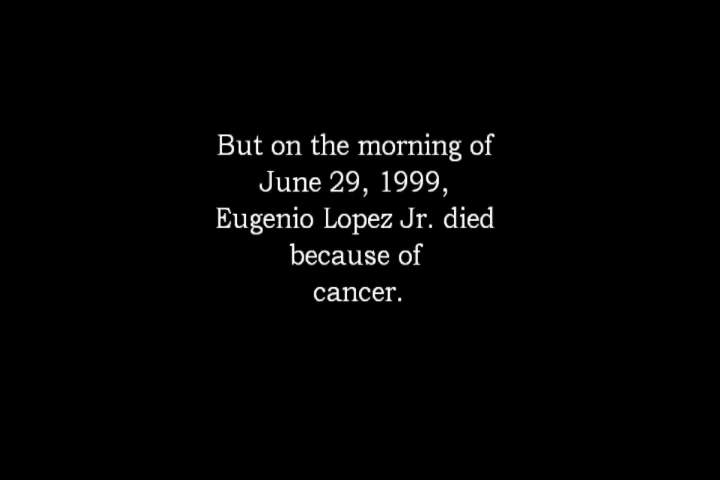 But on the morning of
June 29, 1999,
Eugenio Lopez Jr. died
because of
cancer.